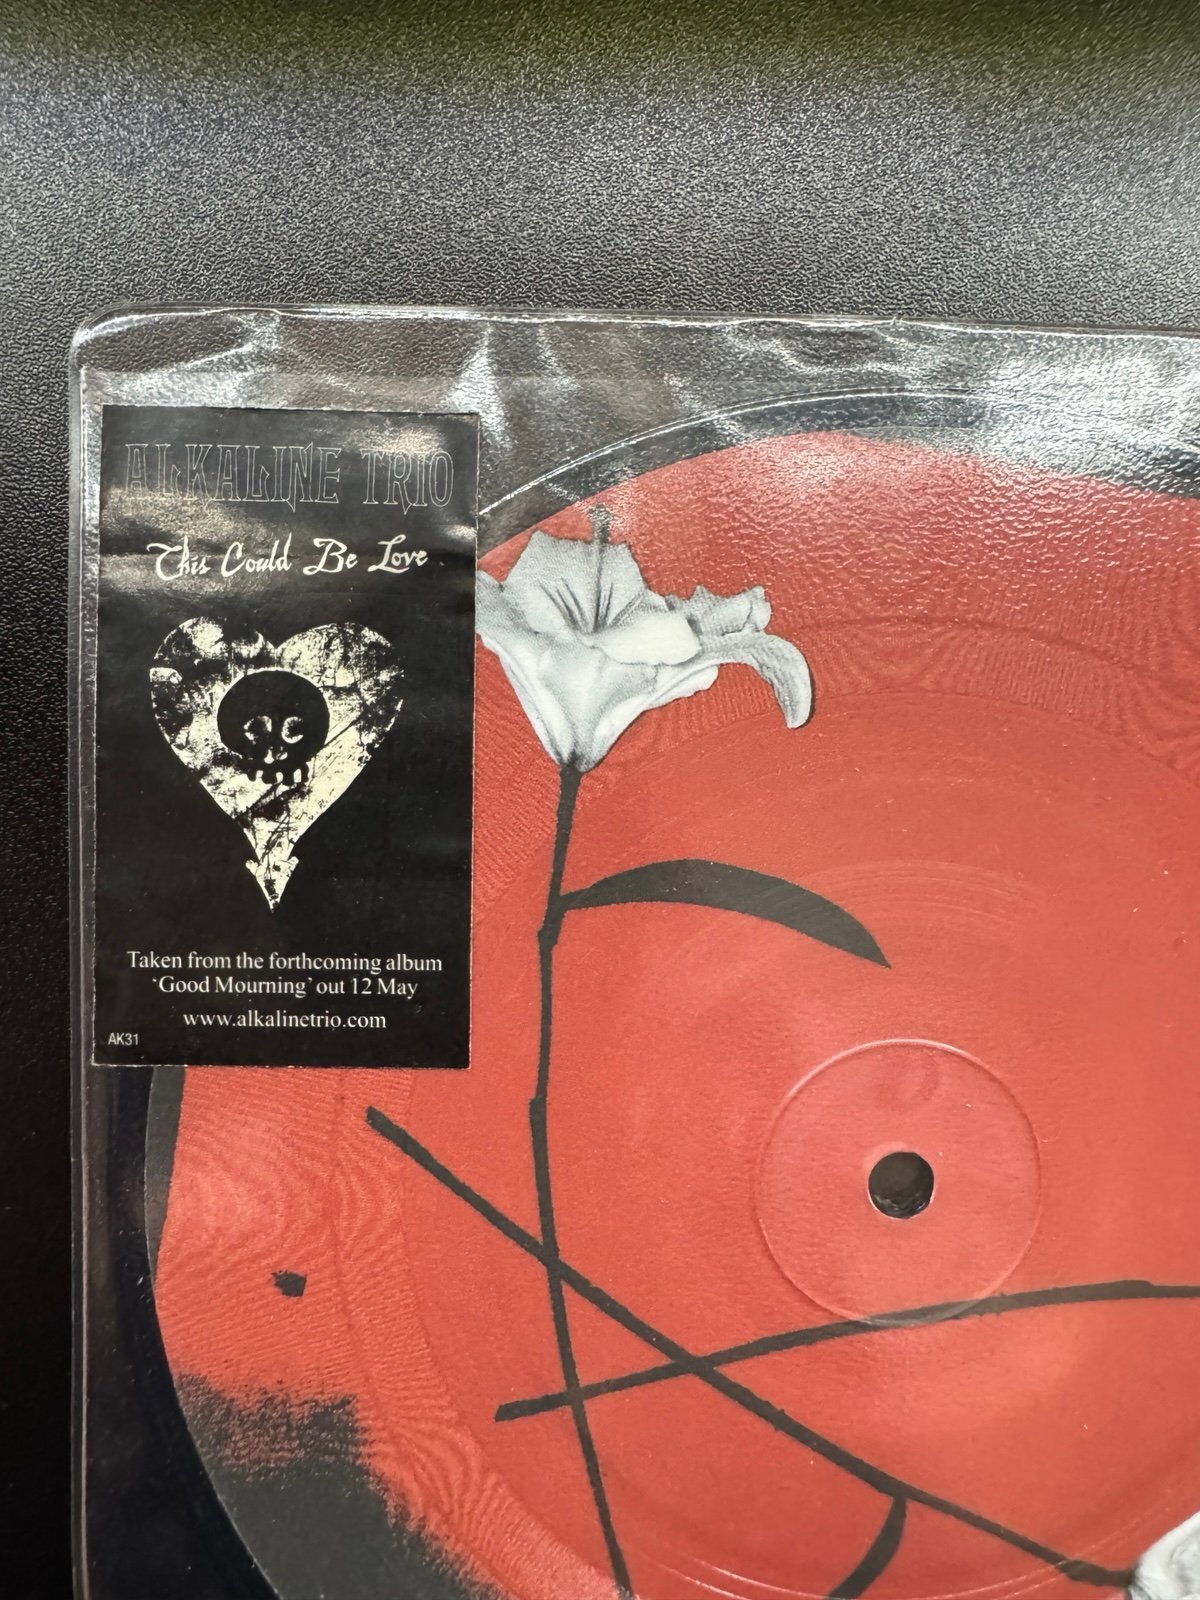 ALKALINE TRIO
This Could Be Love
Taken from the forthcoming album
‘Good Mourning’ out 12 May
www.alkalinetrio.com
AK31